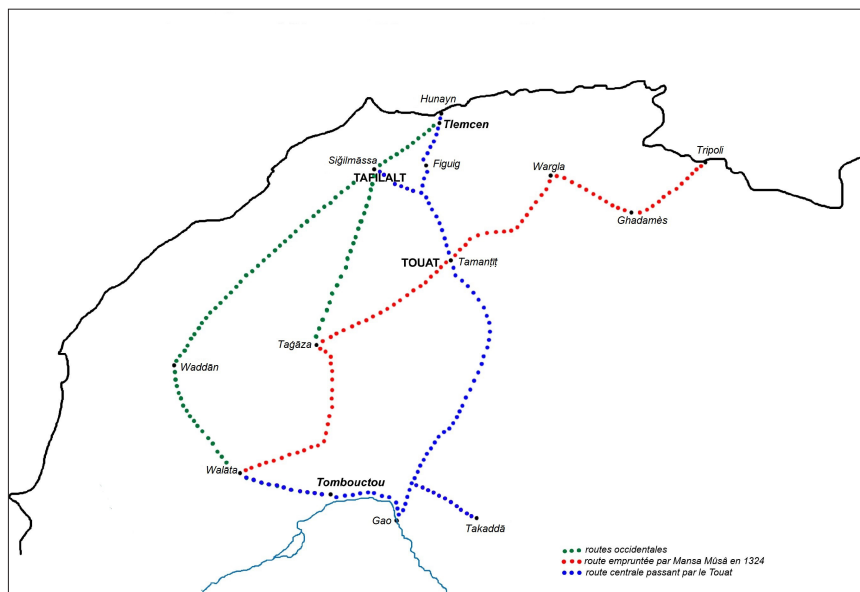 Hunayn
Tlemcen
Siğilmāssa
TAFILALT
Figuig
Wargla
Tripoli
Ghadamès
TOUAT
Tamanṭīṭ
Taġāza
Waddān
Walāta
Tombouctou
Gao
Takaddā
routes occidentales
route empruntée par Mansa Mūsā en 1324
route centrale passant par le Touat